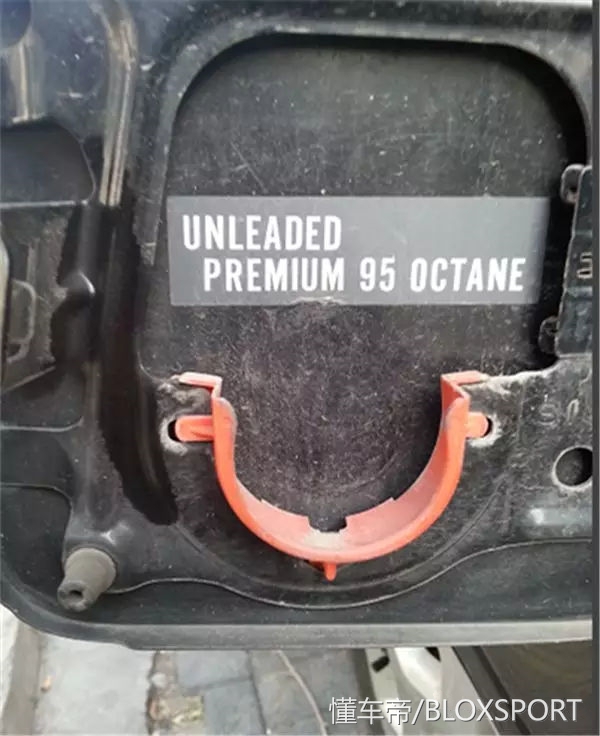 UNLEADED
PREMIUM 95 OCTANE
懂车帝/BLOXSPORT